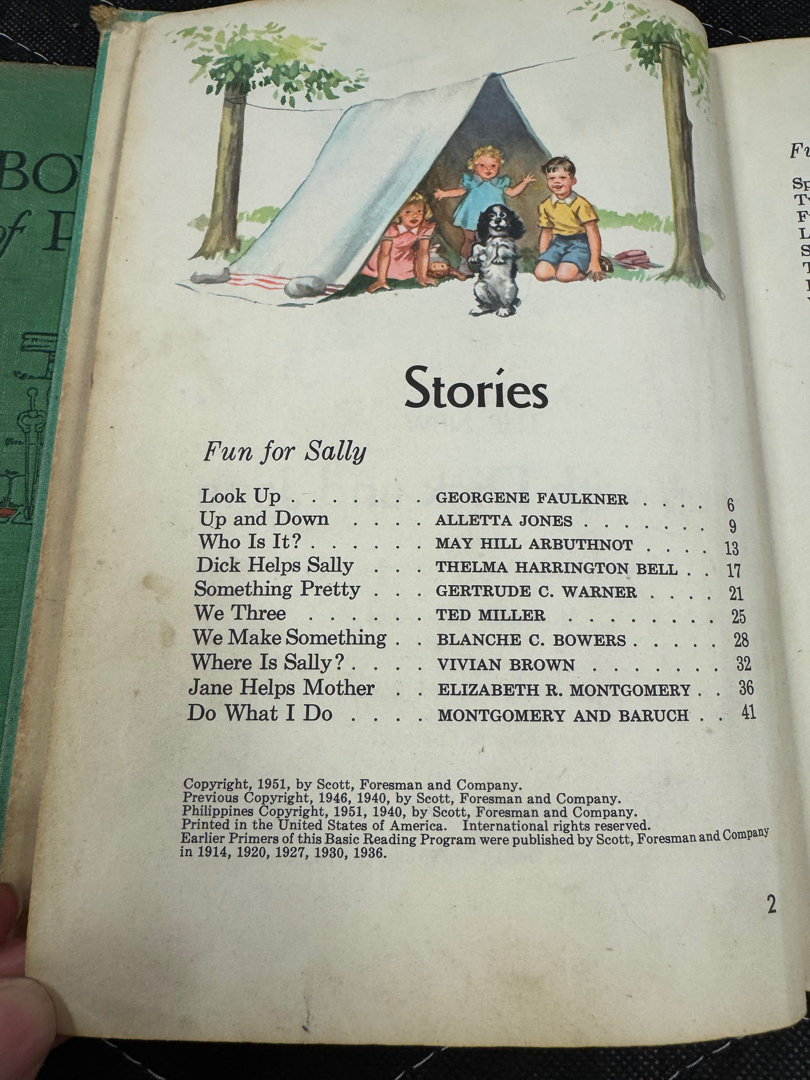 BO
of P
Stories
Fun for Sally
Look Up . . . . . . . GEORGENE FAULKNER . . . . 6
Up and Down . . . . ALLETTA JONES . . . . . . . 9
Who Is It? . . . . . . MAY HILL ARBUTHNOT . . . . 13
Dick Helps Sally . . . THELMA HARRINGTON BELL . . 17
Something Pretty . . . GERTRUDE C. WARNER . . . . 21
We Three . . . . . . TED MILLER . . . . . . . . 25
We Make Something . . BLANCHE C. BOWERS . . . . . 28
Where Is Sally? . . . . VIVIAN BROWN . . . . . . . 32
Jane Helps Mother . . ELIZABETH R. MONTGOMERY . . 36
Do What I Do . . . . MONTGOMERY AND BARUCH . . 41
Copyright, 1951, by Scott, Foresman and Company.
Previous Copyright, 1946, 1940, by Scott, Foresman and Company.
Philippines Copyright, 1951, 1940, by Scott, Foresman and Company.
Printed in the United States of America. International rights reserved.
Earlier Primers of this Basic Reading Program were published by Scott, Foresman and Company
in 1914, 1920, 1927, 1930, 1936.
2